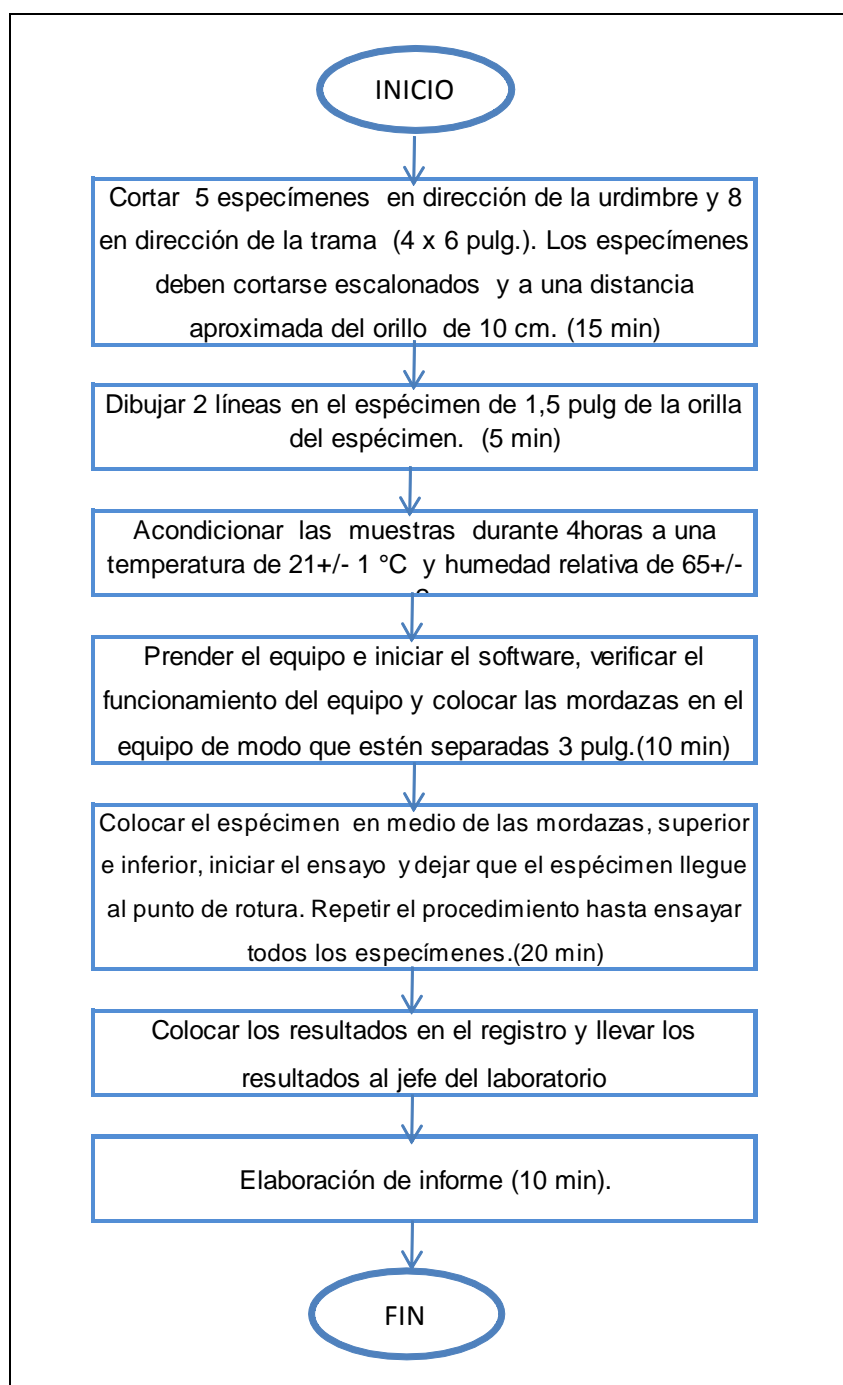 INICIO
Cortar 5 especímenes en dirección de la urdimbre y 8
en dirección de la trama (4 x 6 pulg.). Los especímenes
deben cortarse escalonados y a una distancia
aproximada del orillo de 10 cm. (15 min)
Dibujar 2 líneas en el espécimen de 1,5 pulg de la orilla
del espécimen. (5 min)
Acondicionar las muestras durante 4horas a una
temperatura de 21+/- 1 °C y humedad relativa de 65+/-
Prender el equipo e iniciar el software, verificar el
funcionamiento del equipo y colocar las mordazas en el
equipo de modo que estén separadas 3 pulg.(10 min)
Colocar el espécimen en medio de las mordazas, superior
e inferior, iniciar el ensayo y dejar que el espécimen llegue
al punto de rotura. Repetir el procedimiento hasta ensayar
todos los especímenes.(20 min)
Colocar los resultados en el registro y llevar los
resultados al jefe del laboratorio
Elaboración de informe (10 min).
FIN